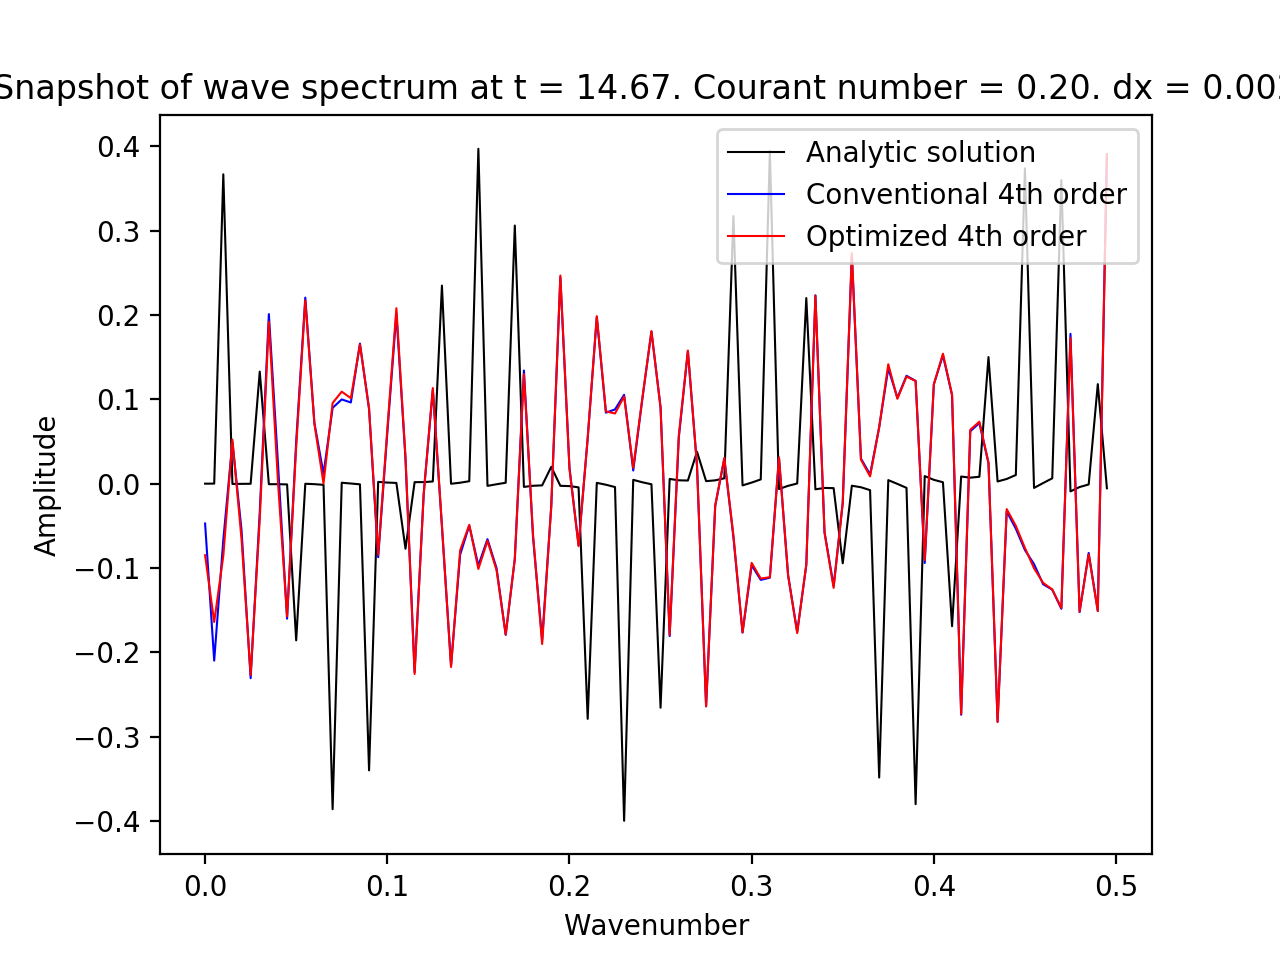 Snapshot of wave spectrum at t = 14.67. Courant number = 0.20. dx = 0.00
Analytic solution
Conventional 4th order
Optimized 4th order
Amplitude
0.4
0.3
0.2
0.1
0.0
−0.1
−0.2
−0.3
−0.4
0.0 0.1 0.2 0.3 0.4 0.5
Wavenumber